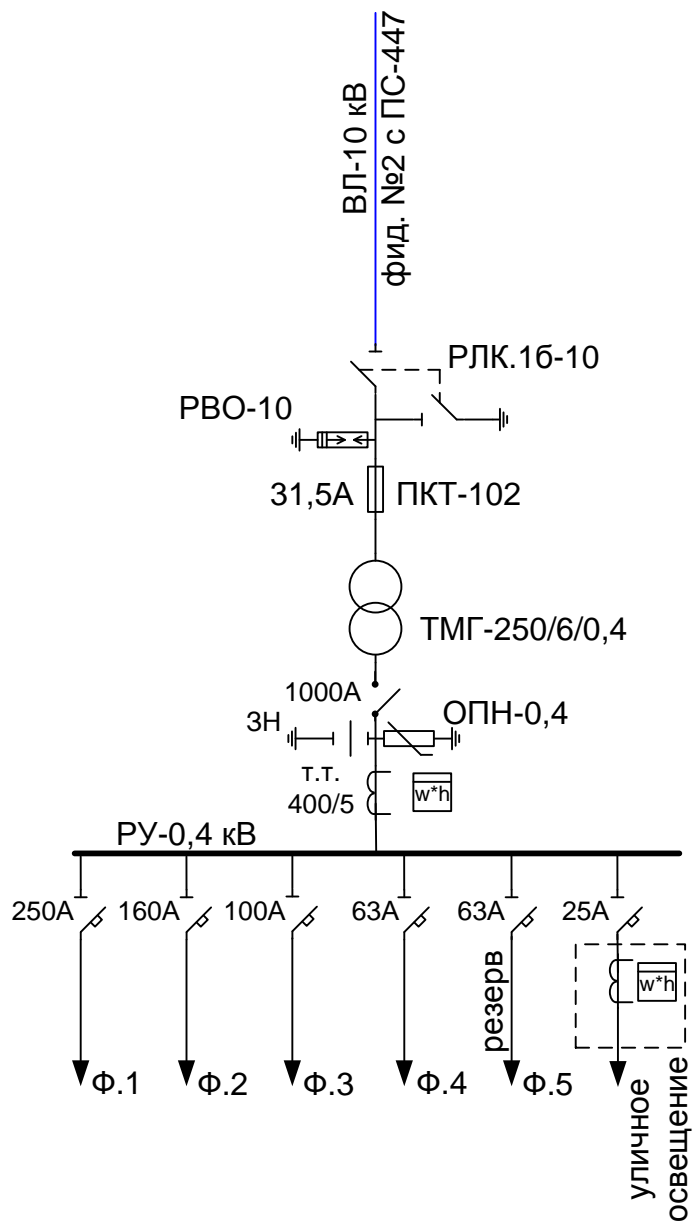 ВЛ-10 кВ
фид. №2 с ПС-447
РЛК.1б-10
РВО-10
31,5А
ПКТ-102
ТМГ-250/6/0,4
1000А
ЗН
ОПН-0,4
т.т.
400/5
w*h
РУ-0,4 кВ
250А
160А
100А
63А
63А
25А
резерв
w*h
Ф.1
Ф.2
Ф.3
Ф.4
Ф.5
уличное
освещение